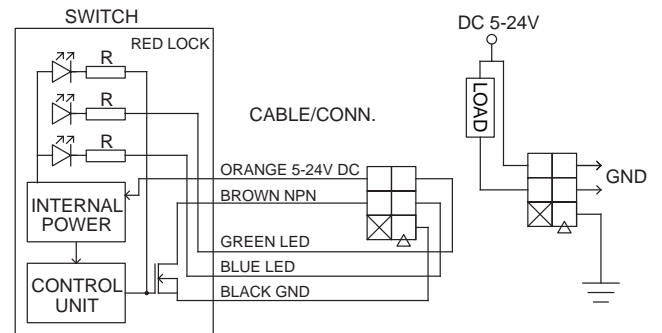 SWITCH
RED LOCK
R
R
R
INTERNAL
POWER
CONTROL
UNIT
CABLE/CONN.
ORANGE 5-24V DC
BROWN NPN
GREEN LED
BLUE LED
BLACK GND
DC 5-24V
LOAD
GND